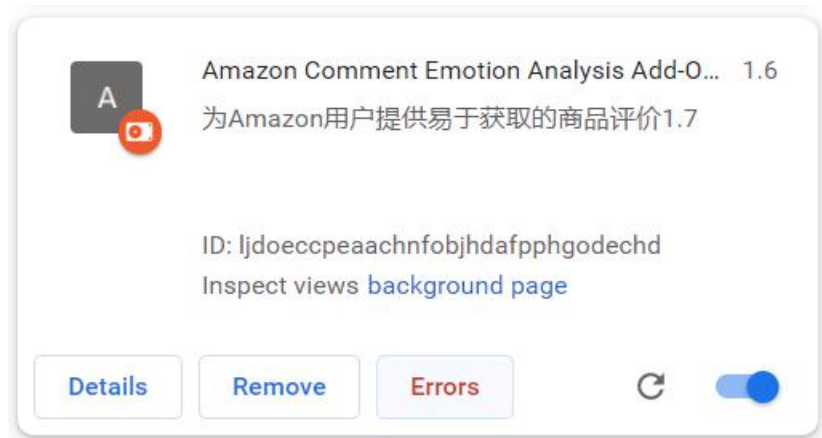 A
Amazon Comment Emotion Analysis Add-O... 1.6
为Amazon用户提供易于获取的商品评价1.7
ID: ljdoeccpeaachnfobjhdafpphgodechd
Inspect views background page
Details Remove Errors